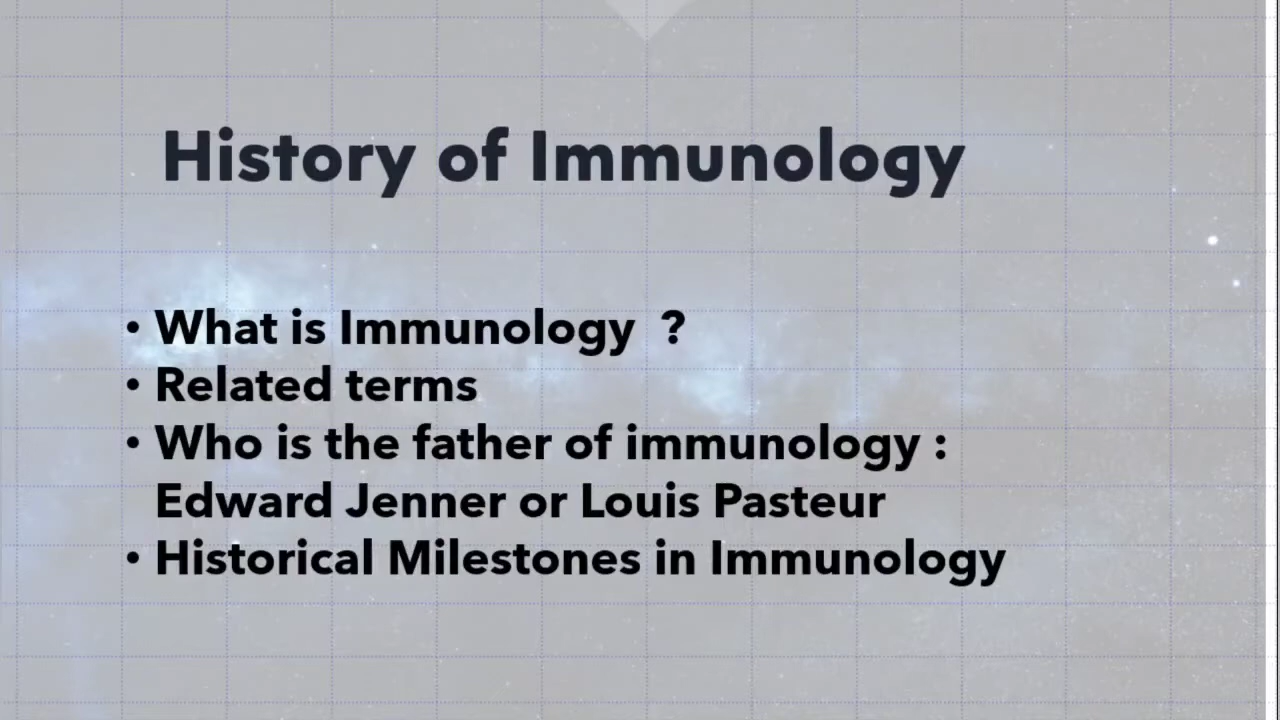 History of Immunology
• What is Immunology ?
• Related terms
• Who is the father of immunology :
Edward Jenner or Louis Pasteur
• Historical Milestones in Immunology